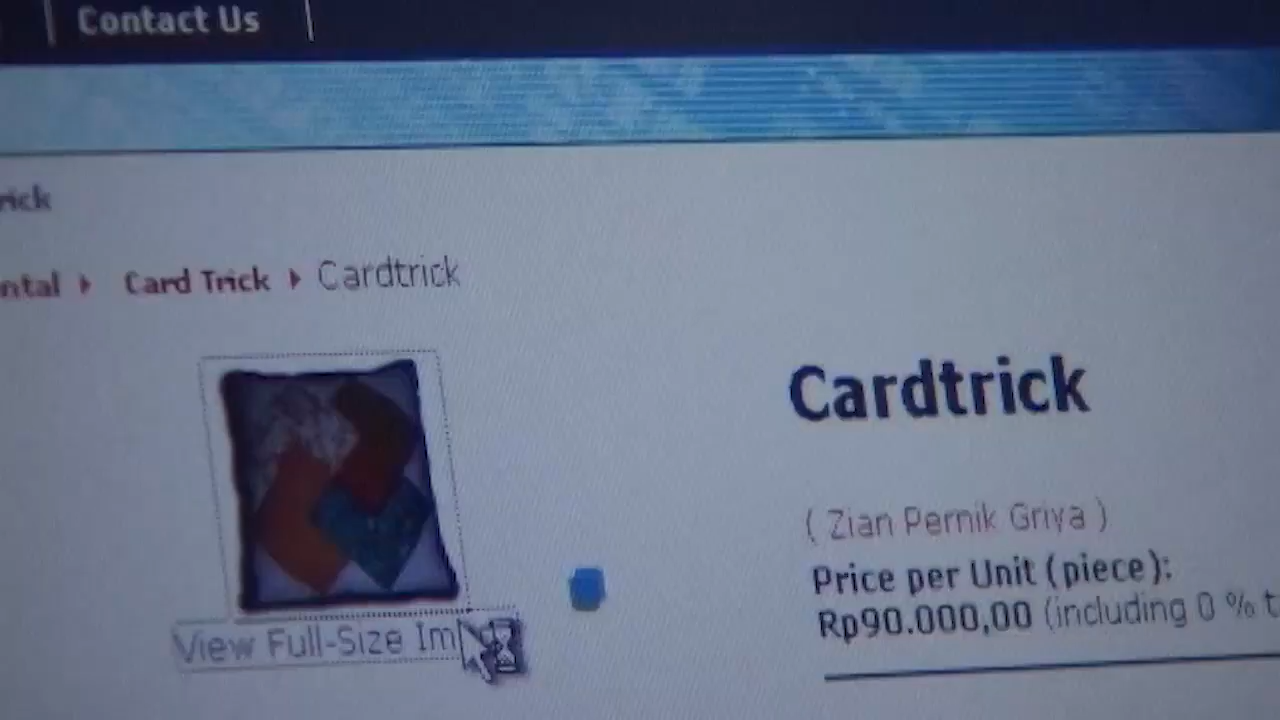 Contact Us
rick
ntal Card Trick Cardtrick
Cardtrick
( Zian Pernik Griya )
Price per Unit (piece):
Rp90.000,00 (including 0 % t
View Full-Size Im